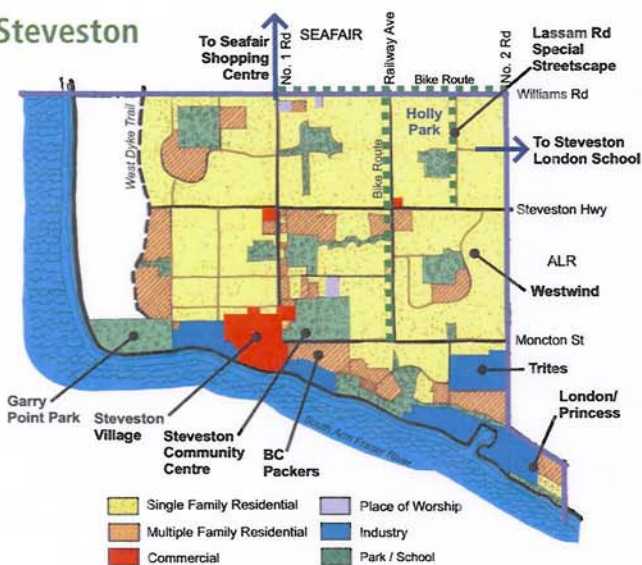 Steveston
To Seafair
Shopping
Centre
SEAFAIR
No. 1 Rd
Railway Ave
No. 2 Rd
Bike Route
Lassam Rd
Special
Streetscape
Williams Rd
West Dyke Trail
Holly
Park
Bike Route
To Steveston
London School
Steveston Hwy
ALR
Westwind
Moncton St
Trites
Garry
Point Park
Steveston
Village
Steveston
Community
Centre
BC
Packers
South Arm Fraser River
London/
Princess
Single Family Residential
Multiple Family Residential
Commercial
Place of Worship
Industry
Park / School